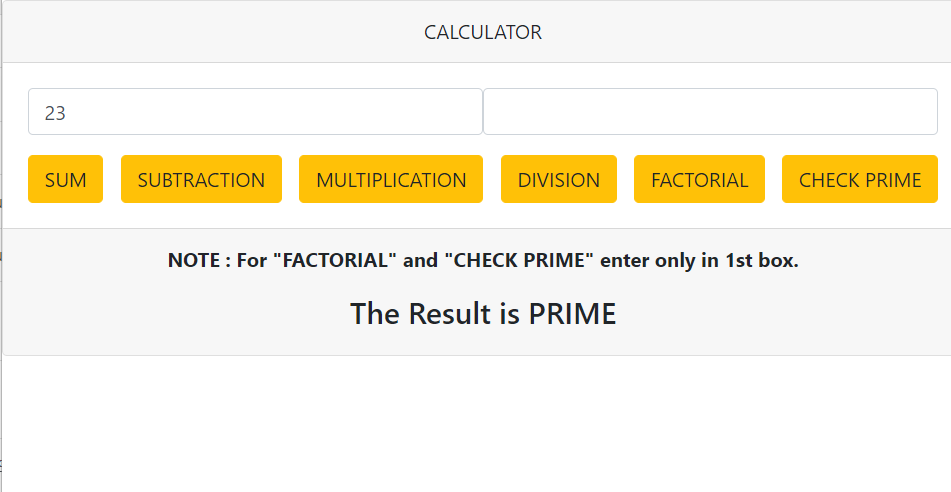 CALCULATOR
23
SUM SUBTRACTION MULTIPLICATION DIVISION FACTORIAL CHECK PRIME
NOTE : For "FACTORIAL" and "CHECK PRIME" enter only in 1st box.
The Result is PRIME